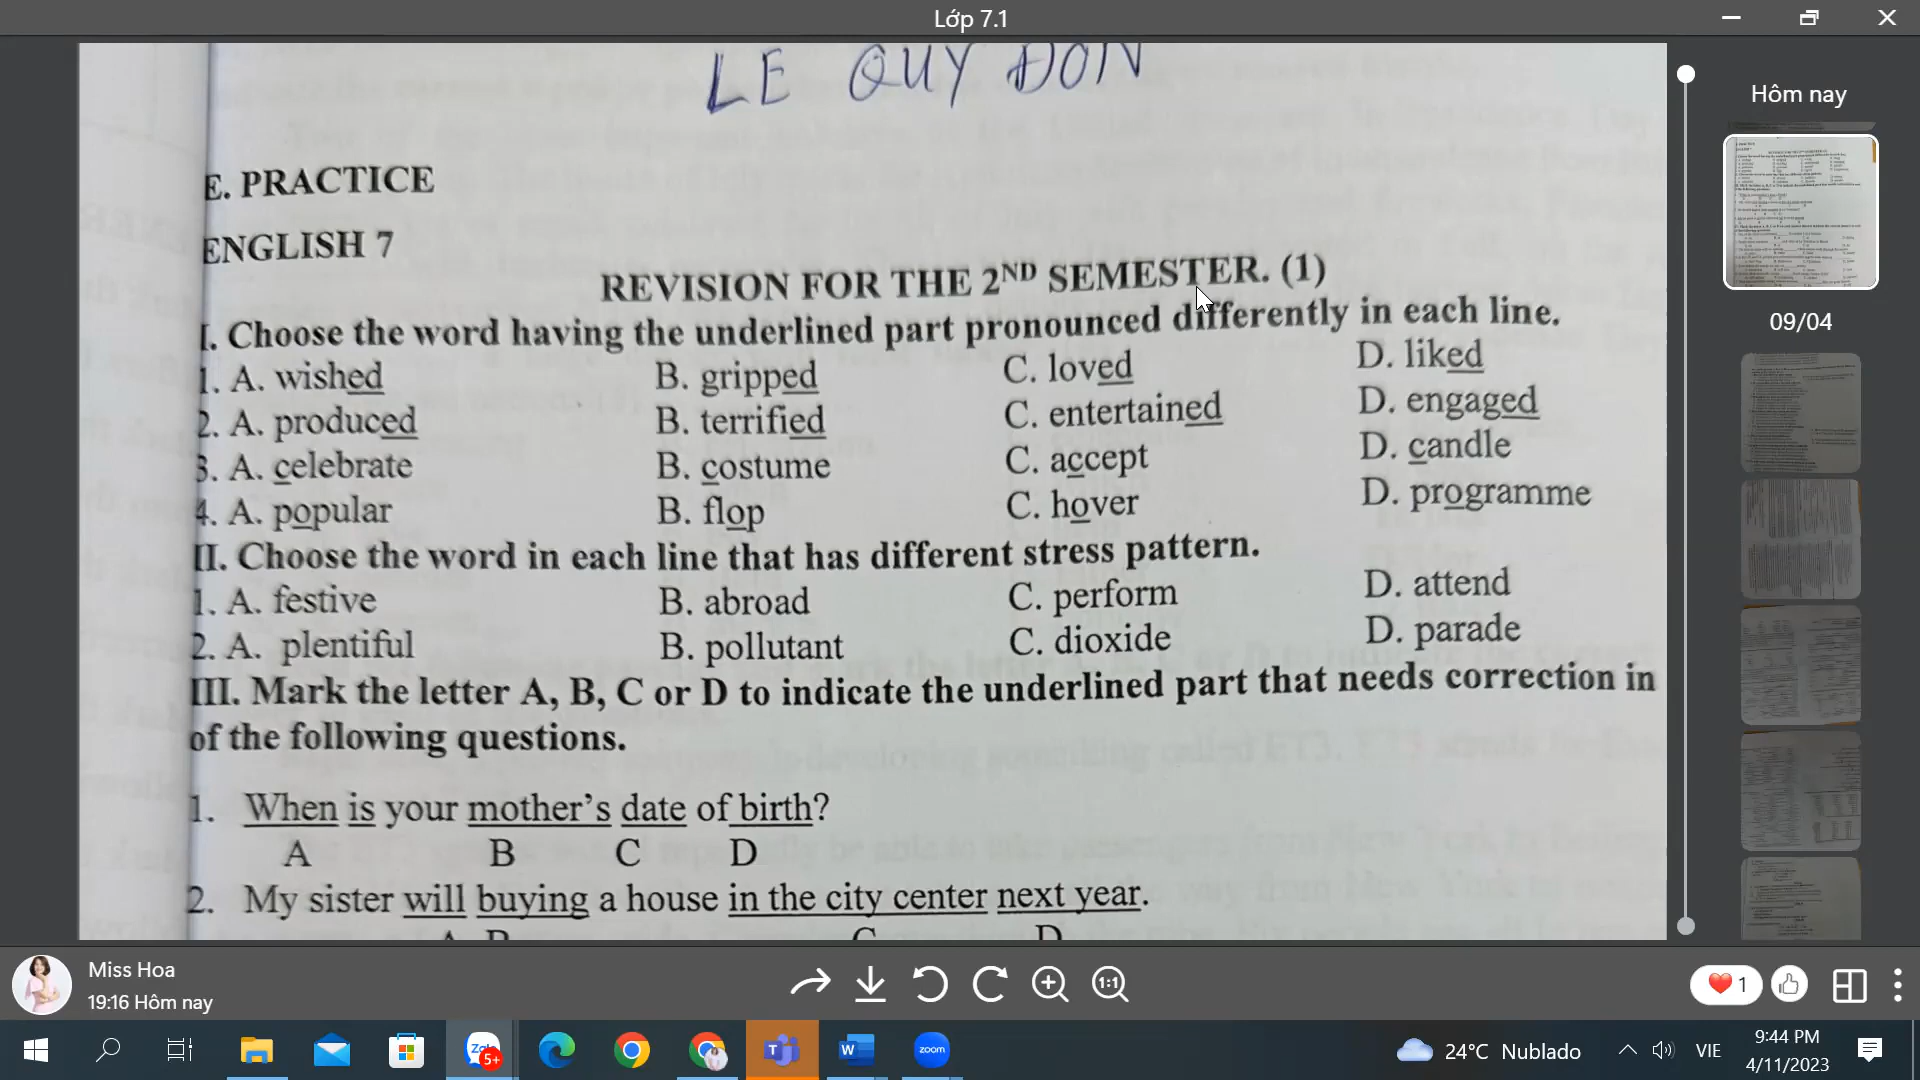 Lớp 7.1
LE QUY ĐON
E. PRACTICE
ENGLISH 7
REVISION FOR THE 2ND SEMESTER. (1)
I. Choose the word having the underlined part pronounced differently in each line.
1. A. wished B. gripped C. loved D. liked
2. A. produced B. terrified C. entertained D. engaged
3. A. celebrate B. costume C. accept D. candle
4. A. popular B. flop C. hover D. programme
II. Choose the word in each line that has different stress pattern.
1. A. festive B. abroad C. perform D. attend
2. A. plentiful B. pollutant C. dioxide D. parade
III. Mark the letter A, B, C or D to indicate the underlined part that needs correction in
of the following questions.
1. When is your mother's date of birth?
A B C D
2. My sister will buying a house in the city center next year.
A B C D
Hôm nay
09/04
Miss Hoa
19:16 Hôm nay
1:1
1
Zalo
5+
T
W
zoom
24°C Nublado
VIE
9:44 PM
4/11/2023